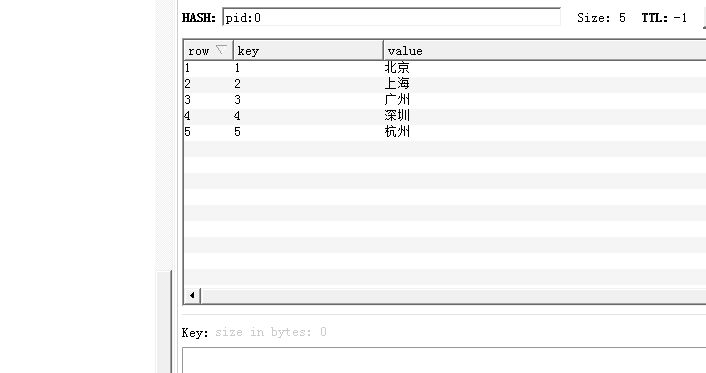 HASH: pid:0 Size: 5 TTL: -1
row key value
1 1 北京
2 2 上海
3 3 广州
4 4 深圳
5 5 杭州
Key: size in bytes: 0